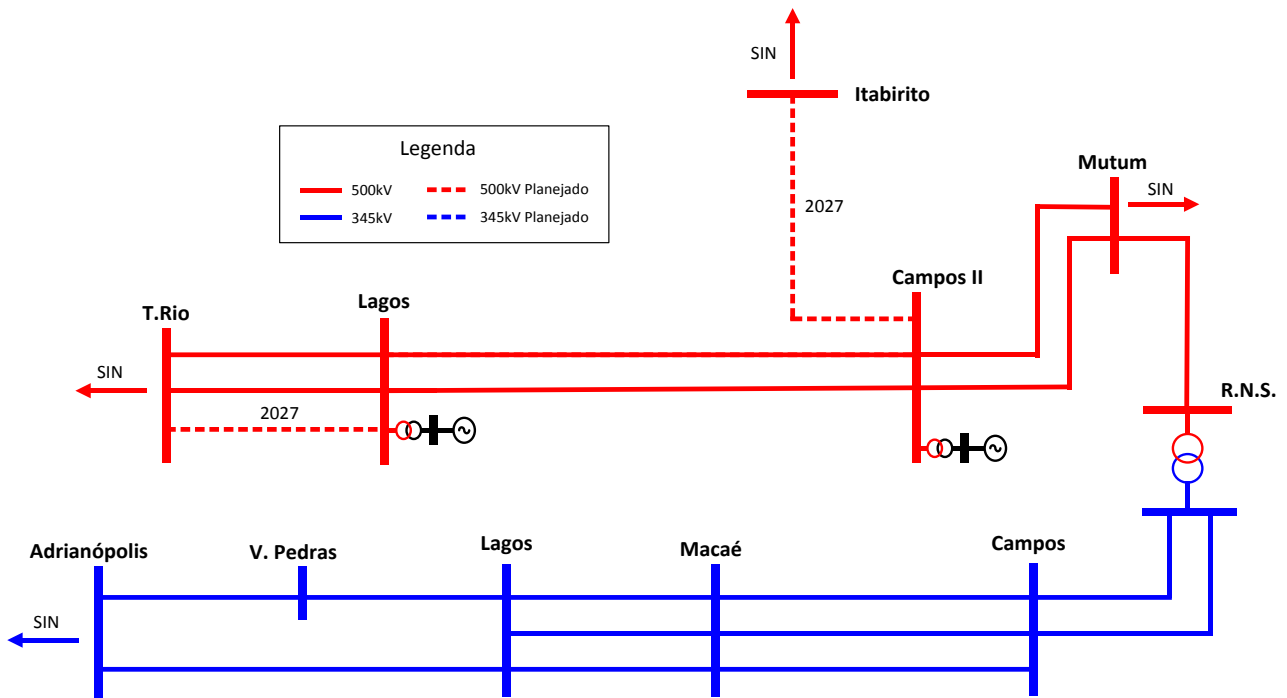 SIN
Itabirito
Legenda
500kV
500kV Planejado
345kV
345kV Planejado
Mutum
SIN
2027
Campos II
Lagos
T.Rio
SIN
2027
R.N.S.
Adrianópolis
V. Pedras
Lagos
Macaé
Campos
SIN